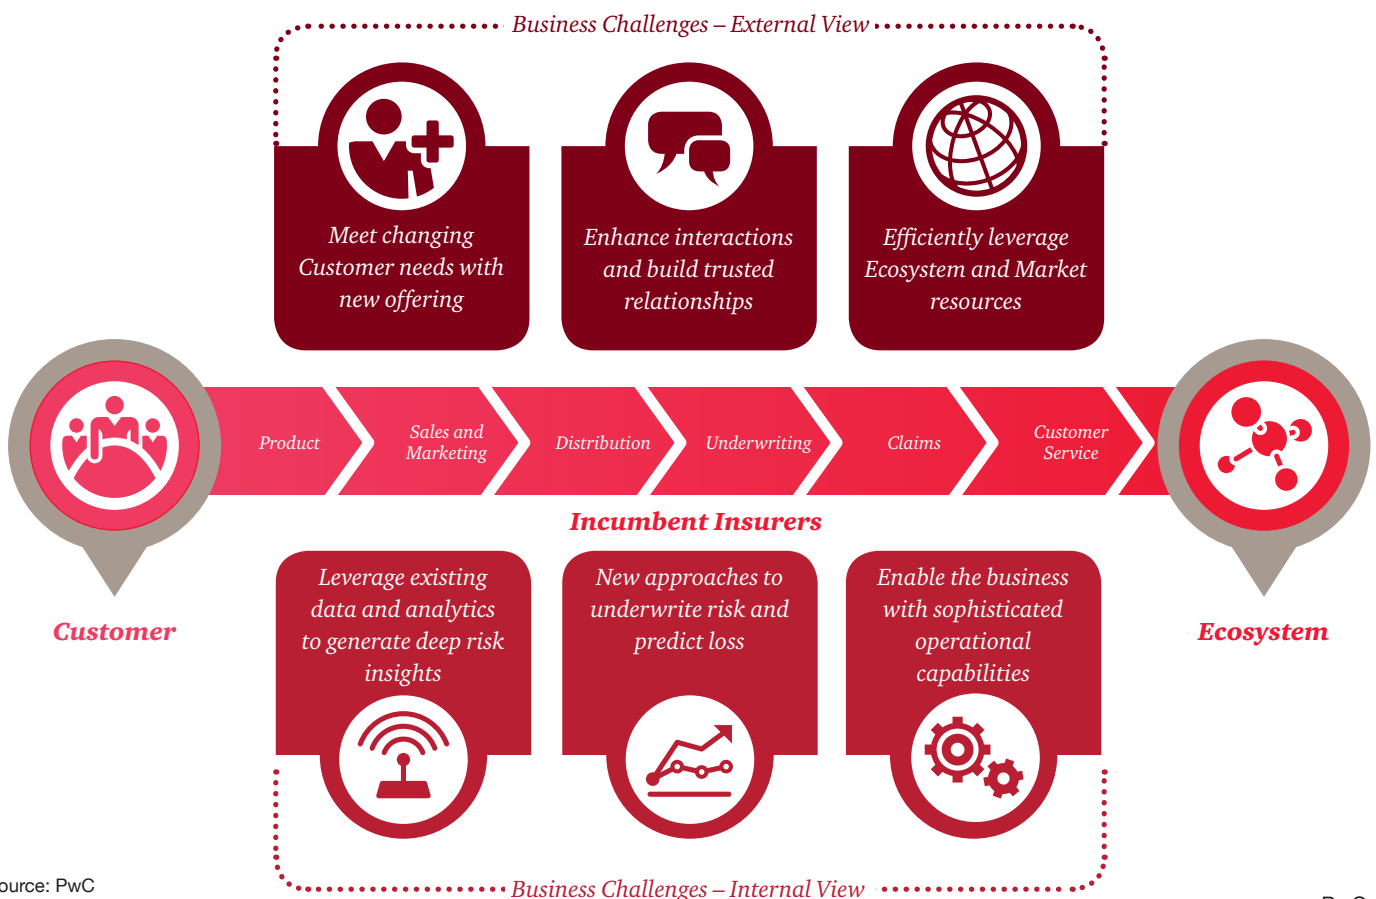 Business Challenges – External View
Meet changing
Customer needs with
new offering
Enhance interactions
and build trusted
relationships
Efficiently leverage
Ecosystem and Market
resources
Product
Sales and
Marketing
Distribution
Underwriting
Claims
Customer
Service
Incumbent Insurers
Customer
Ecosystem
Leverage existing
data and analytics
to generate deep risk
insights
New approaches to
underwrite risk and
predict loss
Enable the business
with sophisticated
operational
capabilities
ource: PwC
Business Challenges – Internal View